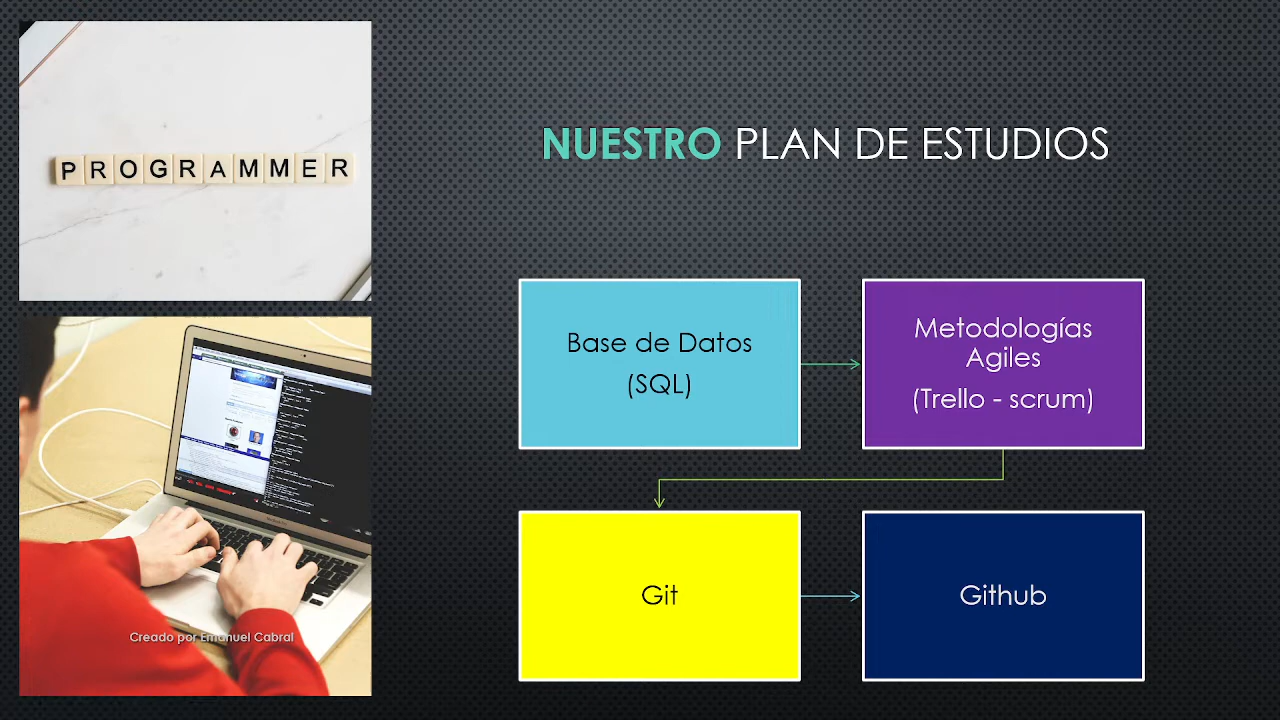 PROGRAMMER
NUESTRO PLAN DE ESTUDIOS
Base de Datos
(SQL)
Metodologías
Agiles
(Trello - scrum)
Git
Github
Creado por Emanuel Cabral